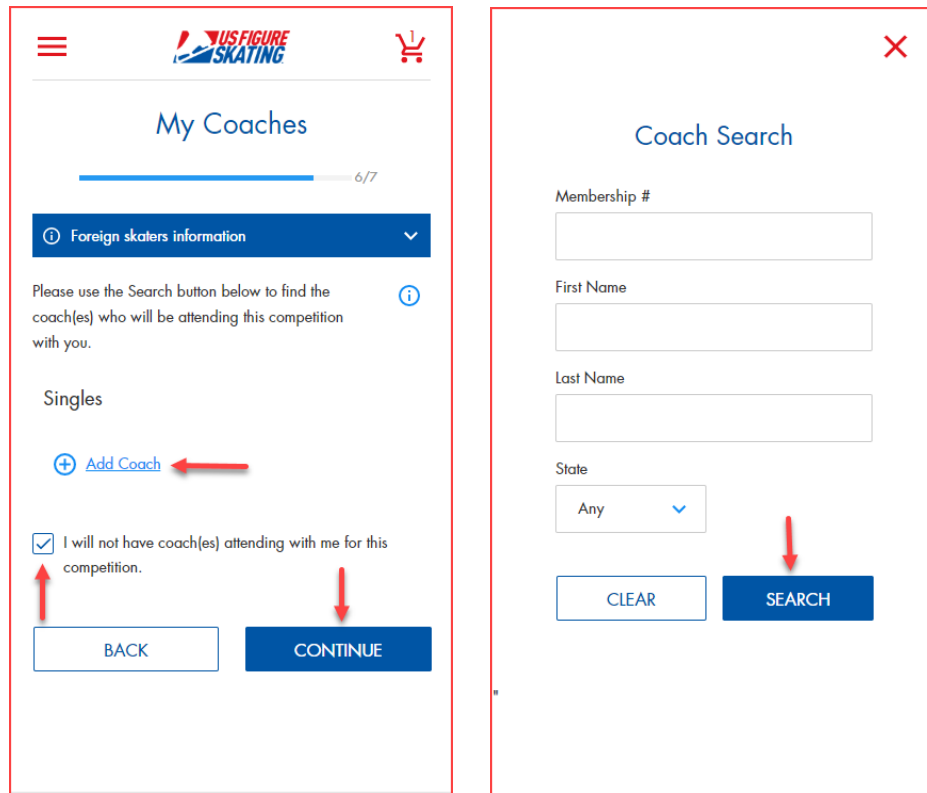 US FIGURE
SKATING
1
My Coaches
6/7
Foreign skaters information
Please use the Search button below to find the
coach(es) who will be attending this competition
with you.
Singles
Add Coach
I will not have coach(es) attending with me for this
competition.
BACK
CONTINUE
Coach Search
Membership #
First Name
Last Name
State
Any
CLEAR
SEARCH
"